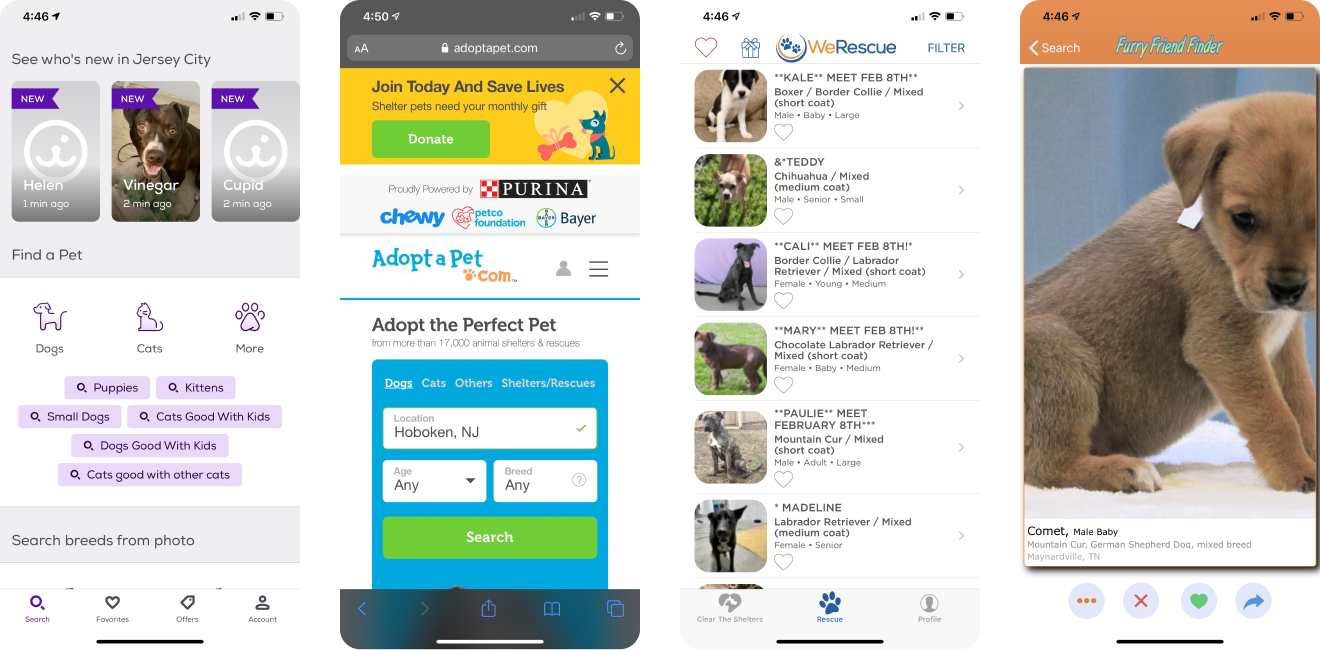 4:46
See who's new in Jersey City
NEW
NEW
NEW
Helen
1 min ago
Vinegar
2 min ago
Cupid
2 min ago
Find a Pet
Dogs
Cats
More
Puppies
Kittens
Small Dogs
Cats Good With Kids
Dogs Good With Kids
Cats good with other cats
Search breeds from photo
Search
Favorites
Offers
Account
4:50
AA
adoptapet.com
Join Today And Save Lives
Shelter pets need your monthly gift
Donate
Proudly Powered by
PURINA
chewy
petco
foundation
BAYER
Bayer
Adopt a Pet
.com
Adopt the Perfect Pet
from more than 17,000 animal shelters & rescues
Dogs Cats Others Shelters/Rescues
Location
Hoboken, NJ
Age
Any
Breed
Any
?
Search
4:46
WeRescue
FILTER
**KALE** MEET FEB 8TH**
Boxer / Border Collie / Mixed
(short coat)
Male • Baby • Large
&*TEDDY
Chihuahua / Mixed
(medium coat)
Male • Senior • Small
**CALI** MEET FEB 8TH!*
Border Collie / Labrador
Retriever / Mixed (short coat)
Female • Young • Medium
**MARY** MEET FEB 8TH!**
Chocolate Labrador Retriever /
Mixed (short coat)
Female • Baby • Medium
**PAULIE** MEET
FEBRUARY 8TH***
Mountain Cur / Mixed
(short coat)
Male • Adult • Large
* MADELINE
Labrador Retriever / Mixed
(medium coat)
Female • Senior
Clear The Shelters
Rescue
Profile
4:46
Search
Furry Friend Finder
Comet, Male Baby
Mountain Cur, German Shepherd Dog, mixed breed
Maynardville, TN